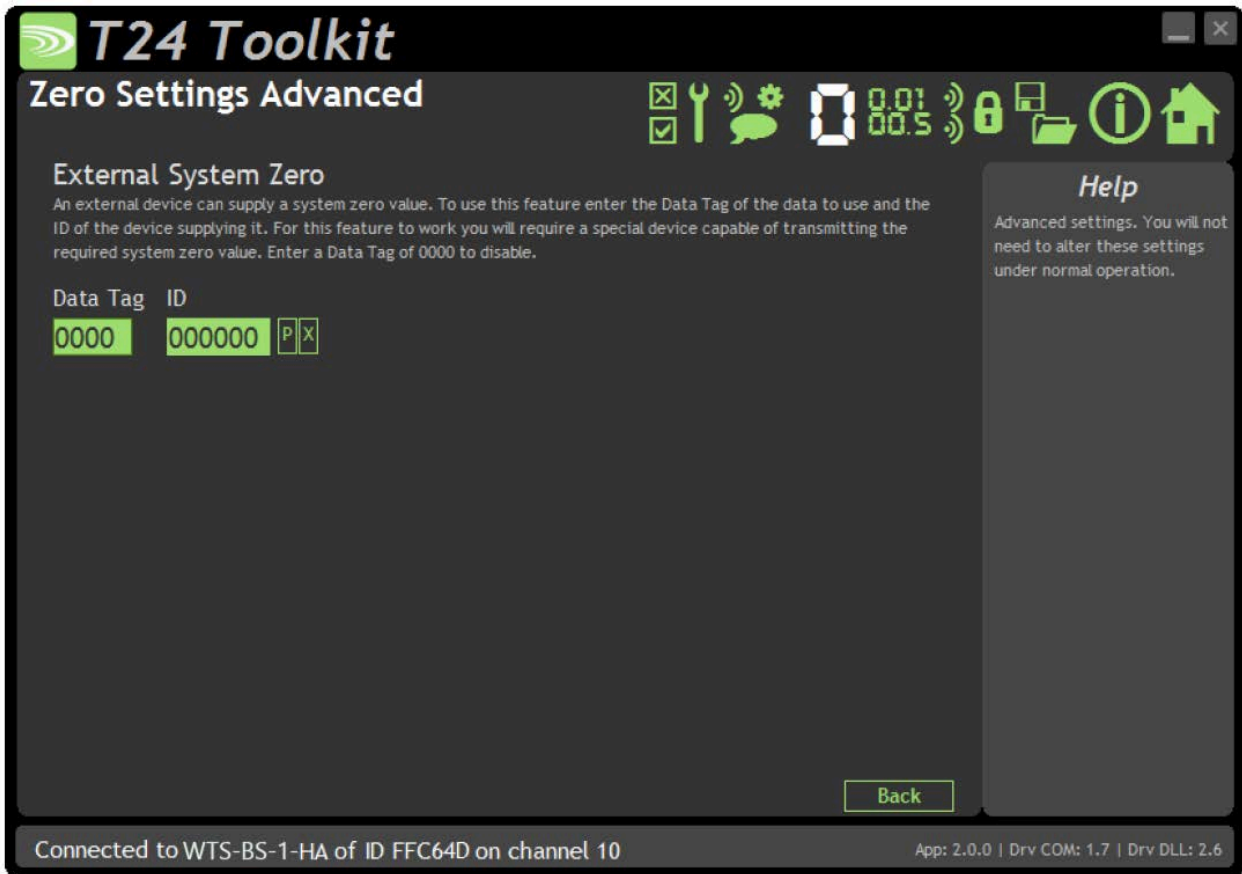 T24 Toolkit
Zero Settings Advanced
0
0.01
00.5
External System Zero
An external device can supply a system zero value. To use this feature enter the Data Tag of the data to use and the
ID of the device supplying it. For this feature to work you will require a special device capable of transmitting the
required system zero value. Enter a Data Tag of 0000 to disable.
Data Tag ID
0000 000000 P X
Help
Advanced settings. You will not
need to alter these settings
under normal operation.
Back
Connected to WTS-BS-1-HA of ID FFC64D on channel 10
App: 2.0.0 | Drv COM: 1.7 | Drv DLL: 2.6